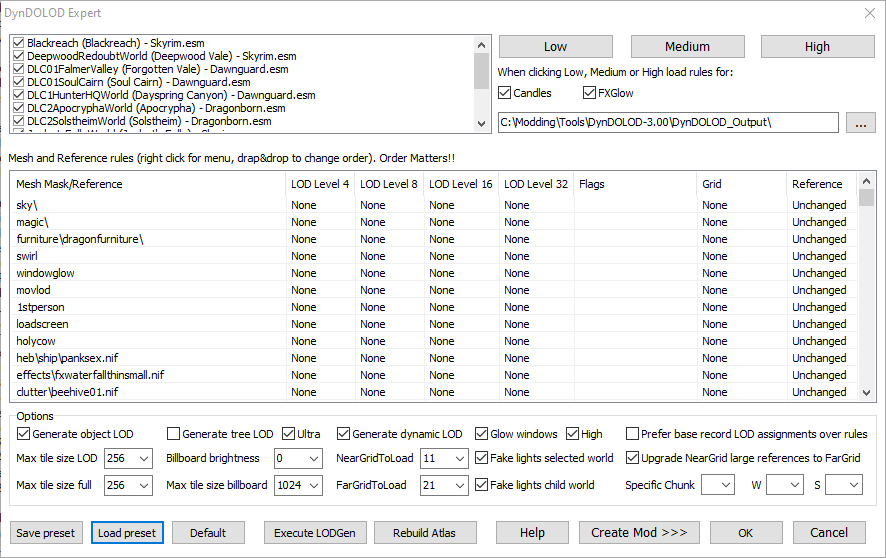 DynDOLOD Expert
Blackreach (Blackreach) - Skyrim.esm
DeepwoodRedoubtWorld (Deepwood Vale) - Skyrim.esm
DLC01FalmerValley (Forgotten Vale) - Dawnguard.esm
DLC01SoulCairn (Soul Cairn) - Dawnguard.esm
DLC1HunterHQWorld (Dayspring Canyon) - Dawnguard.esm
DLC2ApocryphaWorld (Apocrypha) - Dragonborn.esm
DLC2SolstheimWorld (Solstheim) - Dragonborn.esm
Low Medium High
When clicking Low, Medium or High load rules for:
Candles FXGlow
C:\Modding\Tools\DynDOLOD-3.00\DynDOLOD_Output\ ...
Mesh and Reference rules (right click for menu, drap&drop to change order). Order Matters!!
Mesh Mask/Reference LOD Level 4 LOD Level 8 LOD Level 16 LOD Level 32 Flags Grid Reference
sky\ None None None None None Unchanged
magic\ None None None None None Unchanged
furniture\dragonfurniture\ None None None None None Unchanged
swirl None None None None None Unchanged
windowglow None None None None None Unchanged
movlod None None None None None Unchanged
1stperson None None None None None Unchanged
loadscreen None None None None None Unchanged
holycow None None None None None Unchanged
heb\ship\panksex.nif None None None None None Unchanged
effects\fxwaterfallthinsmall.nif None None None None None Unchanged
clutter\beehive01.nif None None None None None Unchanged
Options
Generate object LOD Generate tree LOD Ultra Generate dynamic LOD Glow windows High Prefer base record LOD assignments over rules
Max tile size LOD 256 Billboard brightness 0 NearGridToLoad 11 Fake lights selected world Upgrade NearGrid large references to FarGrid
Max tile size full 256 Max tile size billboard 1024 FarGridToLoad 21 Fake lights child world Specific Chunk W S
Save preset Load preset Default Execute LODGen Rebuild Atlas Help Create Mod >>> OK Cancel